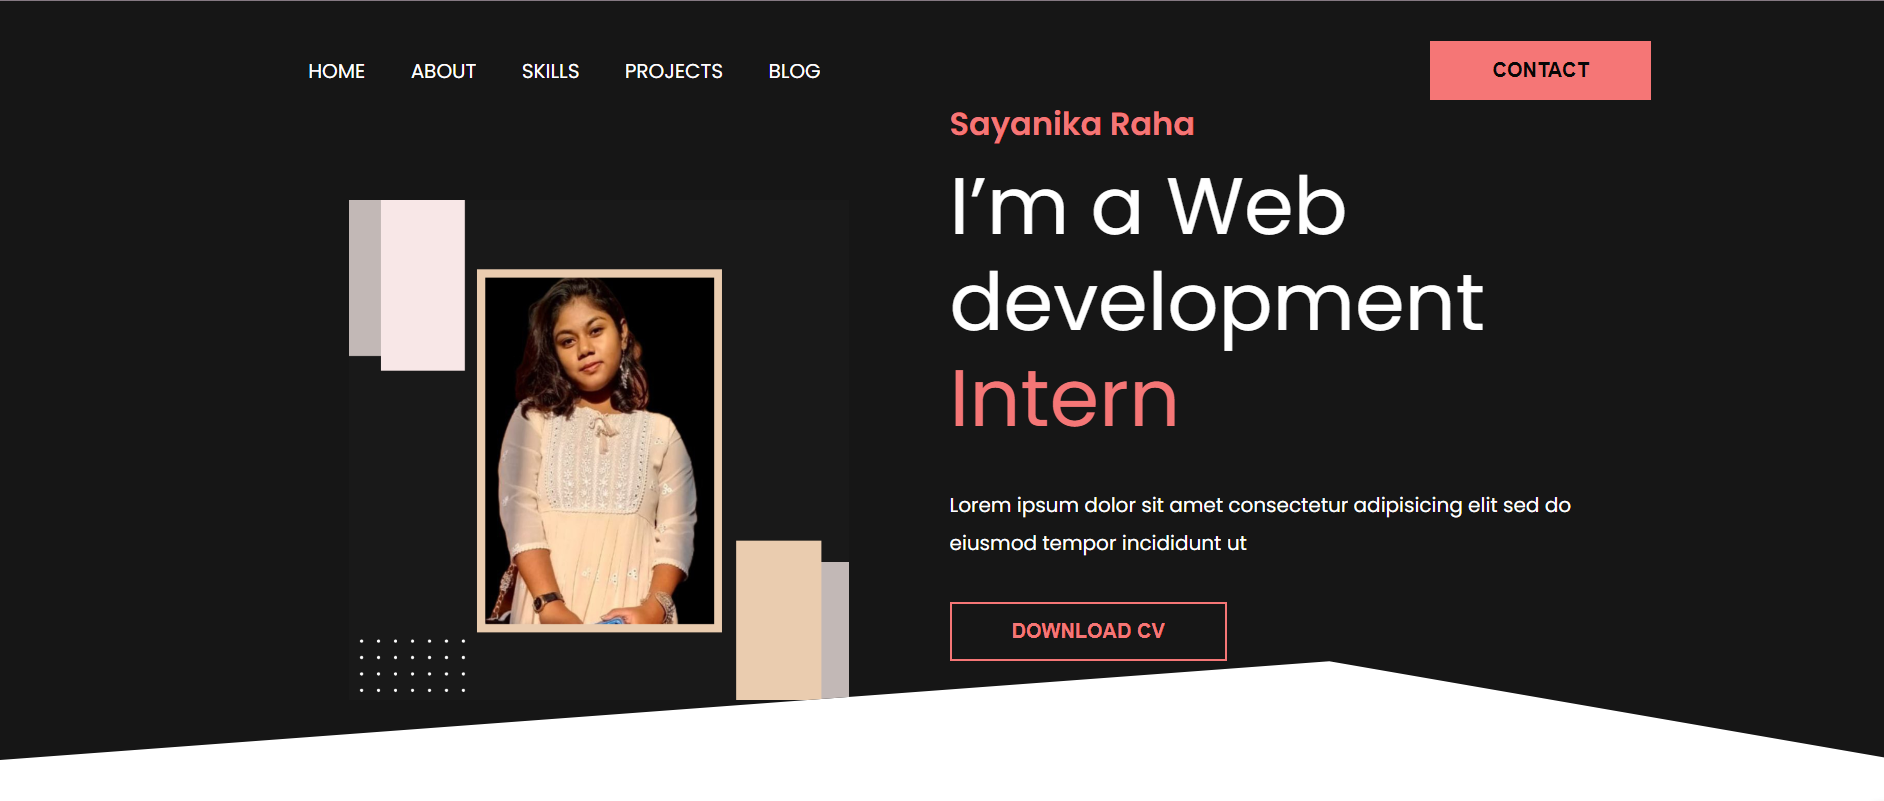 HOME ABOUT SKILLS PROJECTS BLOG CONTACT
Sayanika Raha
I’m a Web
development
Intern
Lorem ipsum dolor sit amet consectetur adipisicing elit sed do
eiusmod tempor incididunt ut
DOWNLOAD CV